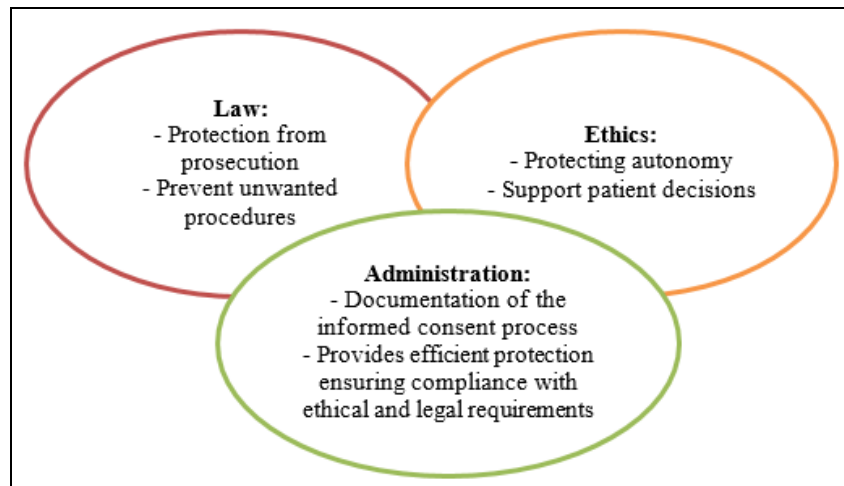 Law:
- Protection from
prosecution
- Prevent unwanted
procedures
Ethics:
- Protecting autonomy
- Support patient decisions
Administration:
- Documentation of the
informed consent process
- Provides efficient protection
ensuring compliance with
ethical and legal requirements